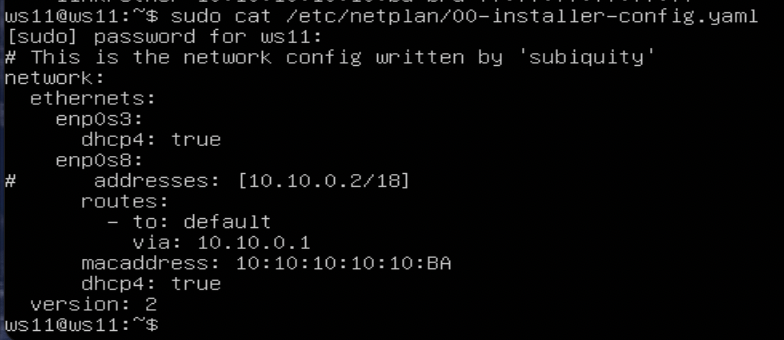 ws11@ws11:~$ sudo cat /etc/netplan/00-installer-config.yaml
[sudo] password for ws11:
# This is the network config written by 'subiquity'
network:
  ethernets:
    enp0s3:
      dhcp4: true
    enp0s8:
#      addresses: [10.10.0.2/18]
      routes:
        - to: default
          via: 10.10.0.1
      macaddress: 10:10:10:10:10:BA
      dhcp4: true
  version: 2
ws11@ws11:~$